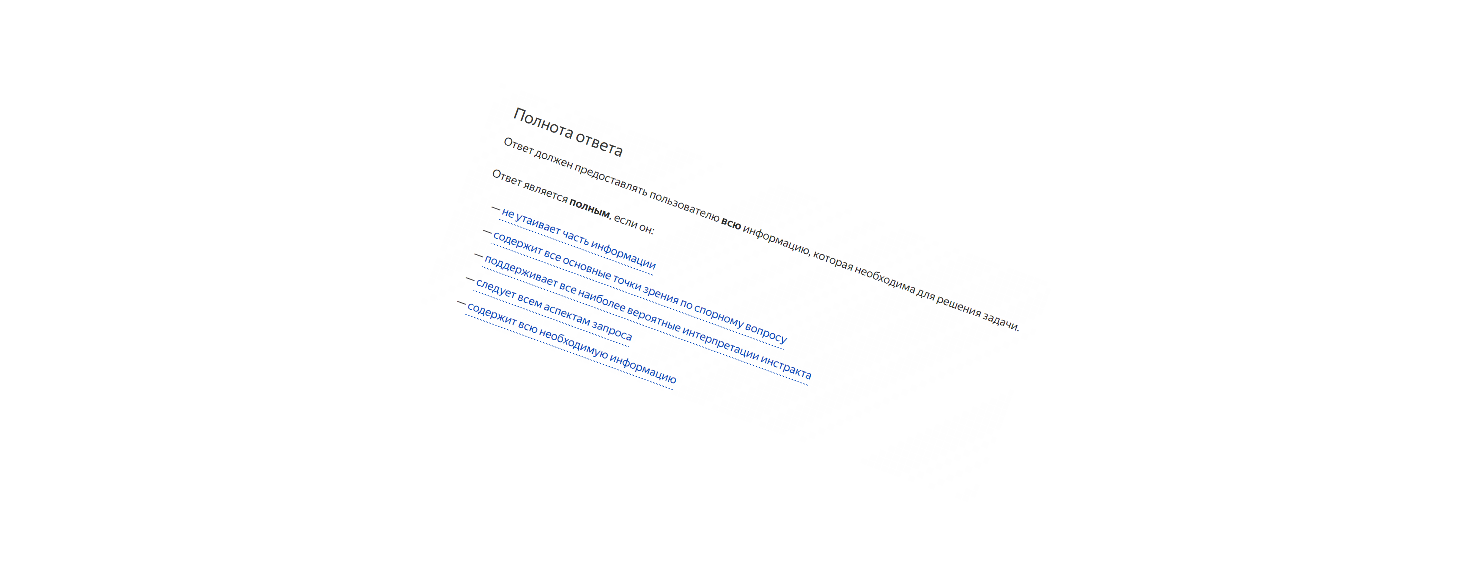 Полнота ответа
Ответ должен предоставлять пользователю всю информацию, которая необходима для решения задачи.
Ответ является полным, если он:
— не утаивает часть информации
— содержит все основные точки зрения по спорному вопросу
— поддерживает все наиболее вероятные интерпретации инстракта
— следует всем аспектам запроса
— содержит всю необходимую информацию